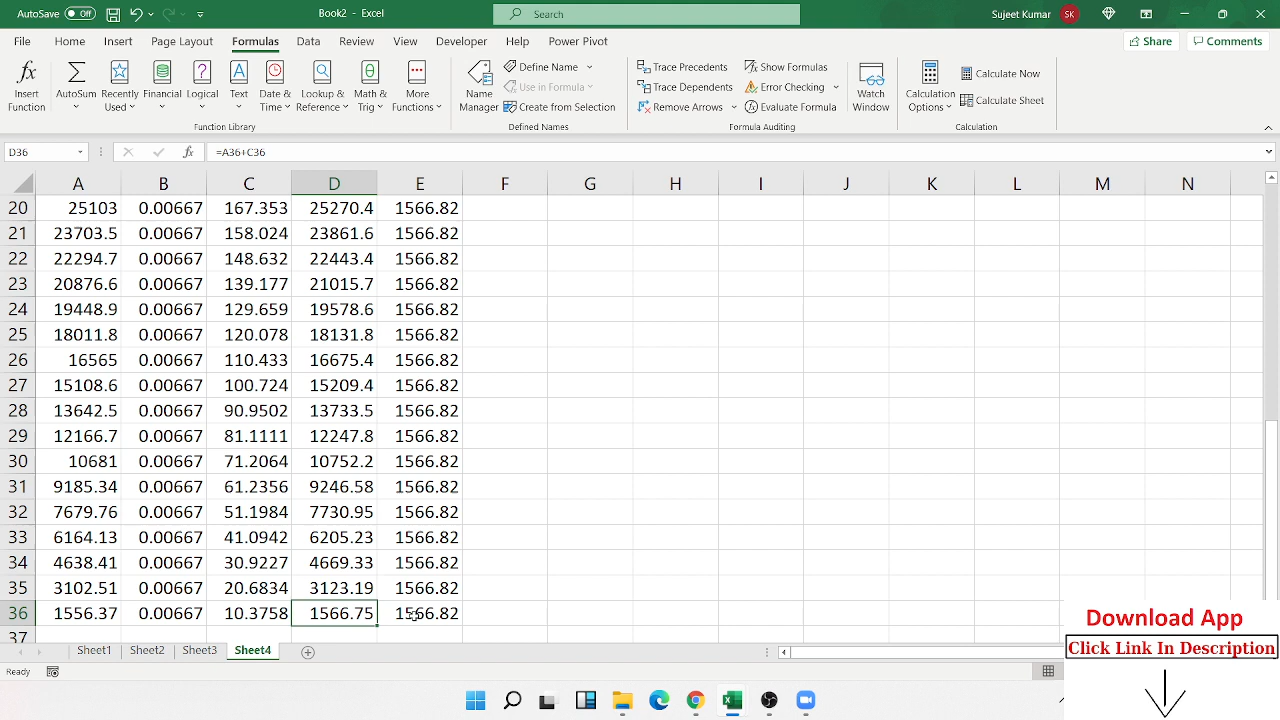 AutoSave Off Book2 - Excel Search Sujeet Kumar SK
File Home Insert Page Layout Formulas Data Review View Developer Help Power Pivot Share Comments
Insert Function
AutoSum
Recently Used
Financial
Logical
Text
Date & Time
Lookup & Reference
Math & Trig
More Functions
Function Library
Name Manager
Define Name
Use in Formula
Create from Selection
Defined Names
Trace Precedents
Trace Dependents
Remove Arrows
Show Formulas
Error Checking
Evaluate Formula
Formula Auditing
Watch Window
Calculation Options
Calculate Now
Calculate Sheet
Calculation
D36 fx =A36+C36
A B C D E F G H I J K L M N
20 25103 0.00667 167.353 25270.4 1566.82
21 23703.5 0.00667 158.024 23861.6 1566.82
22 22294.7 0.00667 148.632 22443.4 1566.82
23 20876.6 0.00667 139.177 21015.7 1566.82
24 19448.9 0.00667 129.659 19578.6 1566.82
25 18011.8 0.00667 120.078 18131.8 1566.82
26 16565 0.00667 110.433 16675.4 1566.82
27 15108.6 0.00667 100.724 15209.4 1566.82
28 13642.5 0.00667 90.9502 13733.5 1566.82
29 12166.7 0.00667 81.1111 12247.8 1566.82
30 10681 0.00667 71.2064 10752.2 1566.82
31 9185.34 0.00667 61.2356 9246.58 1566.82
32 7679.76 0.00667 51.1984 7730.95 1566.82
33 6164.13 0.00667 41.0942 6205.23 1566.82
34 4638.41 0.00667 30.9227 4669.33 1566.82
35 3102.51 0.00667 20.6834 3123.19 1566.82
36 1556.37 0.00667 10.3758 1566.75 1566.82
37
Sheet1 Sheet2 Sheet3 Sheet4
Ready
Download App
Click Link In Description